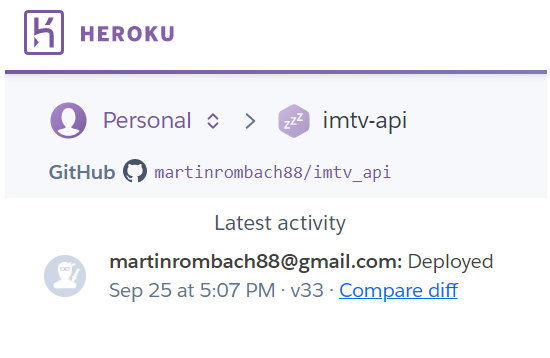 HEROKU
Personal > imtv-api
GitHub martinrombach88/imtv_api
Latest activity
martinrombach88@gmail.com: Deployed
Sep 25 at 5:07 PM · v33 · Compare diff